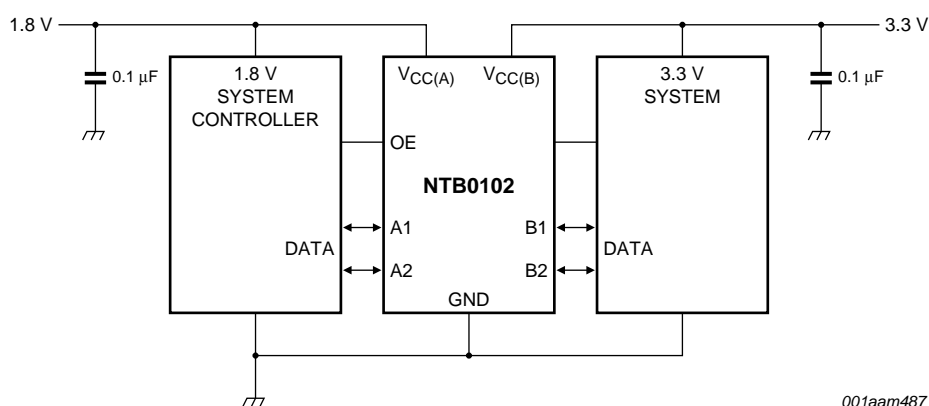 1.8 V
3.3 V
0.1 μF
1.8 V
SYSTEM
CONTROLLER
VCC(A)
VCC(B)
3.3 V
SYSTEM
0.1 μF
OE
NTB0102
DATA
A1
A2
B1
B2
DATA
GND
001aam487